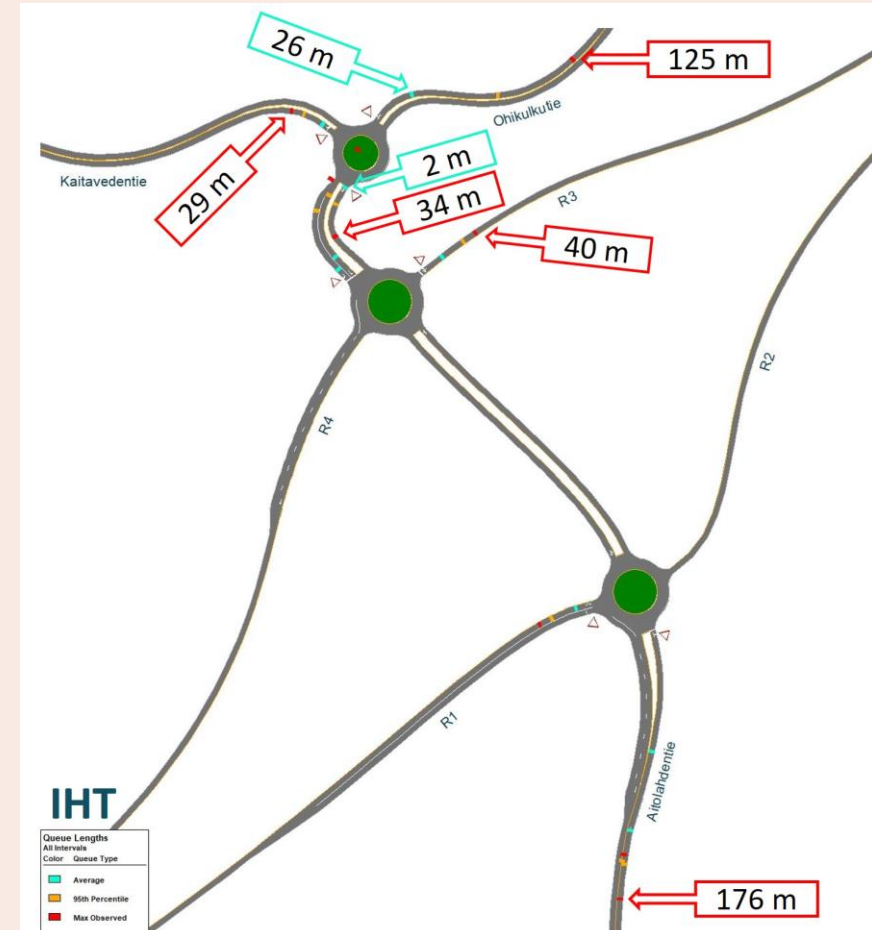 26 m
125 m
Ohikulkutie
Kaitavedentie
29 m
2 m
34 m
R3
40 m
R2
R4
R1
Aitolahdentie
IHT
Queue Lengths
All Intervals
Color Queue Type
Average
95th Percentile
Max Observed
176 m